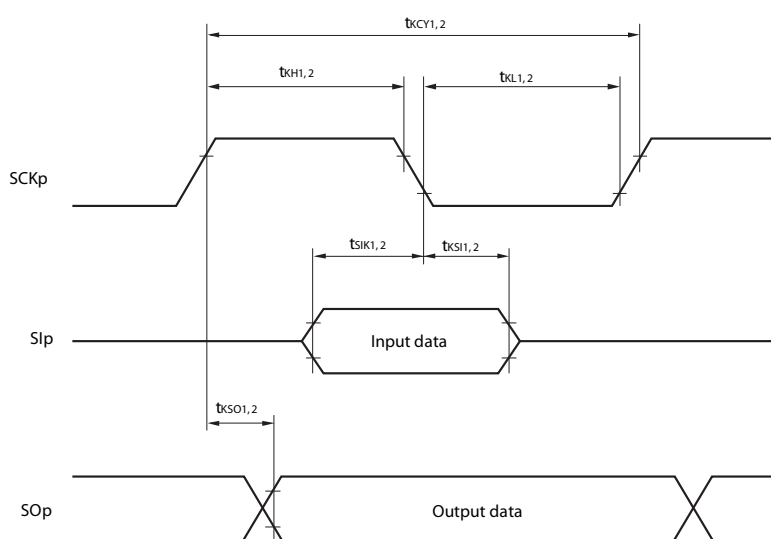 tKCY1, 2
tKH1, 2
tKL1, 2
SCKp
tSIK1, 2
tKSI1, 2
SIp
Input data
tKSO1, 2
SOp
Output data